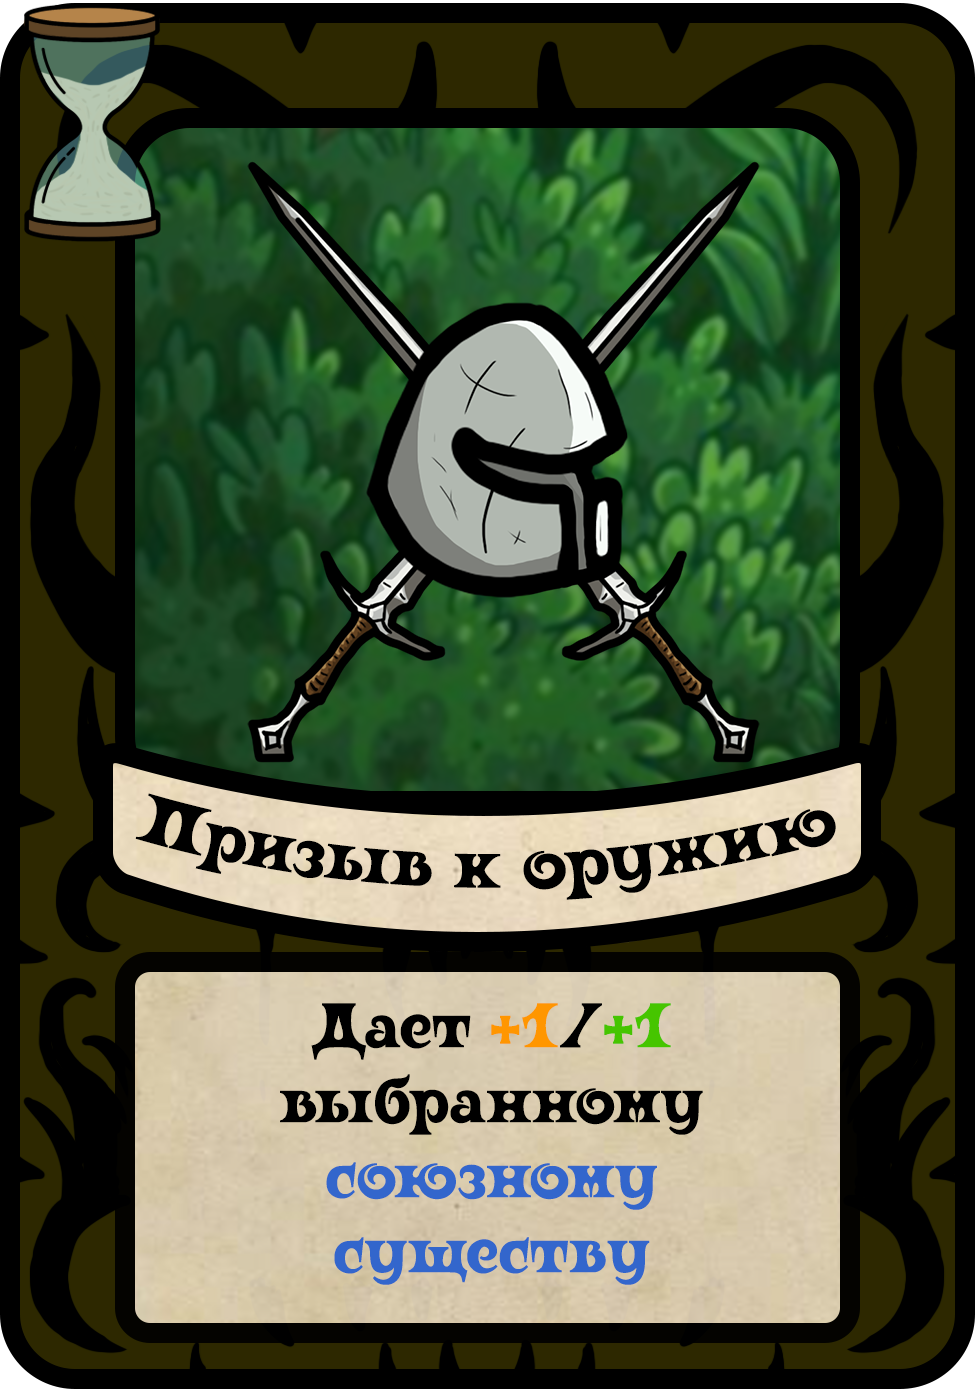 Призыв к оружию
Дает +1/+1
выбранному
союзному
существу